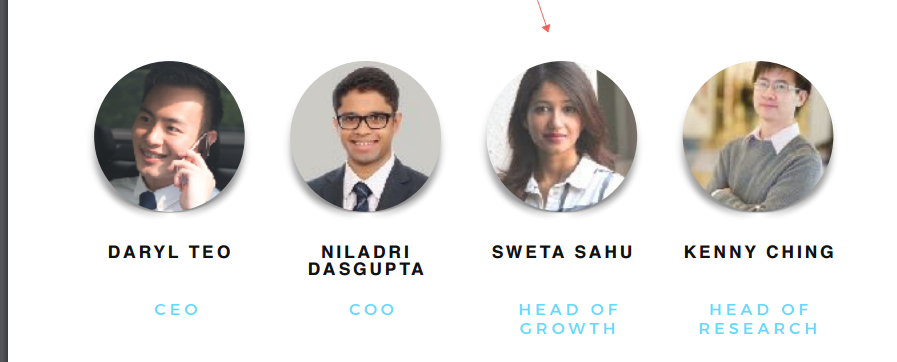 DARYL TEO
CEO
NILADRI
DASGUPTA
COO
SWETA SAHU
HEAD OF
GROWTH
KENNY CHING
HEAD OF
RESEARCH